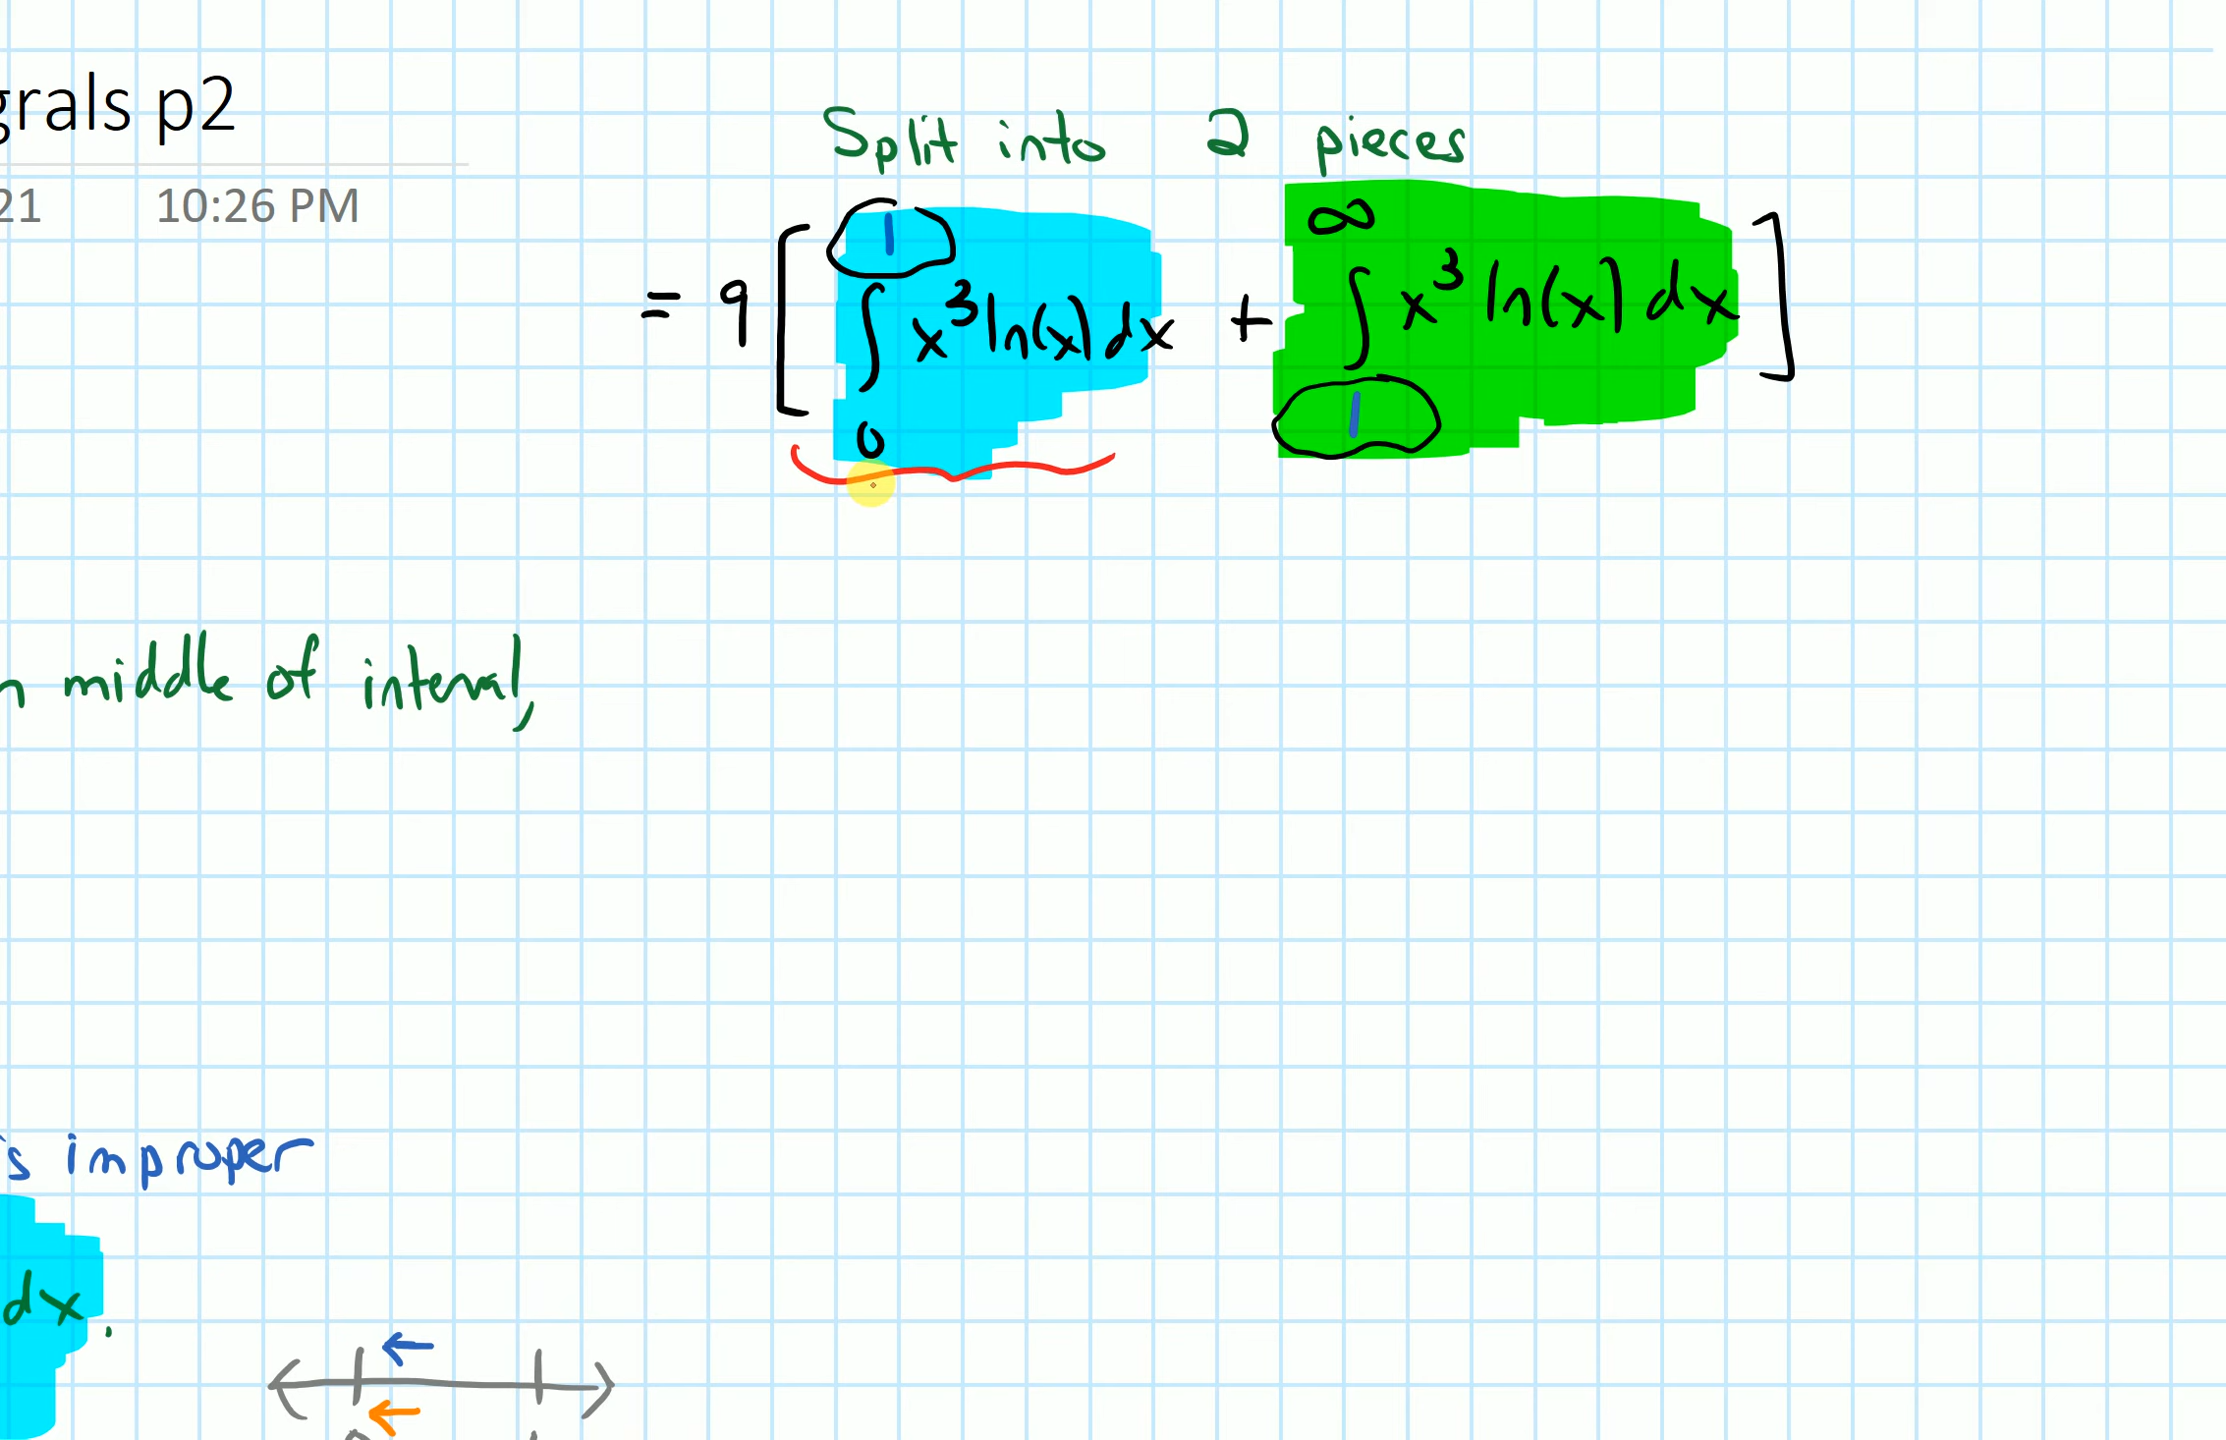 grals p2
21 10:26 PM
Split into 2 pieces
= 9 [ ∫₀¹ x³ ln(x) dx + ∫₁^∞ x³ ln(x) dx ]
n middle of interval,
's improper
dx.